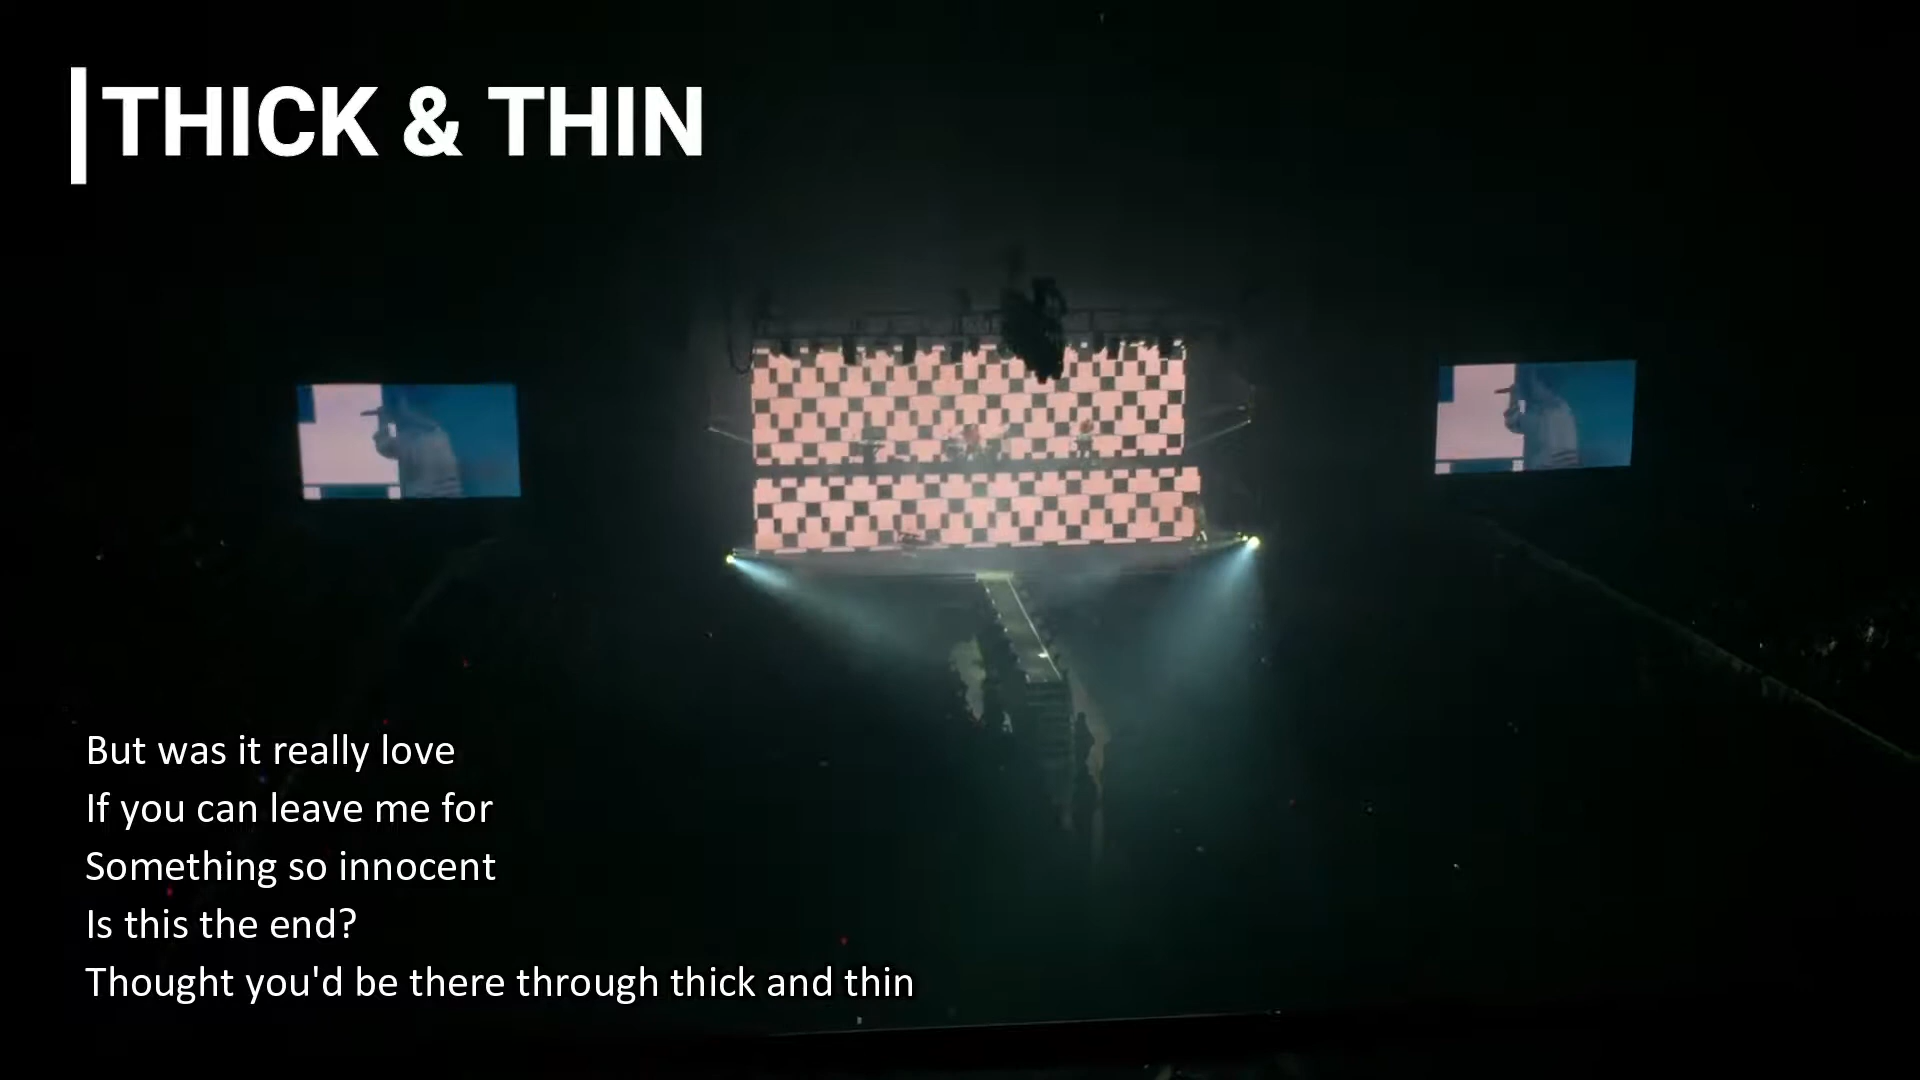 THICK & THIN
But was it really love
If you can leave me for
Something so innocent
Is this the end?
Thought you'd be there through thick and thin